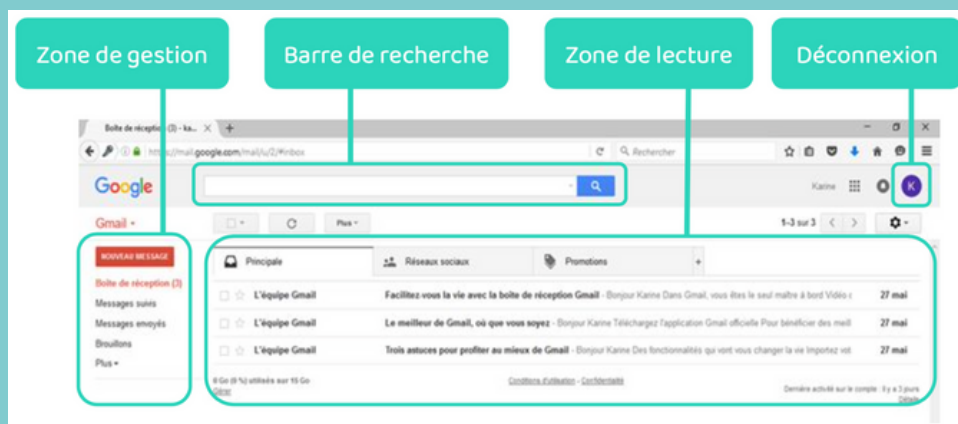 Zone de gestion
Barre de recherche
Zone de lecture
Déconnexion
Boîte de réception (3) - ka...
https://mail.google.com/mail/u/2/#inbox
Rechercher
Google
Karine
K
Gmail
Plus
1–3 sur 3
NOUVEAU MESSAGE
Boîte de réception (3)
Messages suivis
Messages envoyés
Brouillons
Plus
Principale
Réseaux sociaux
Promotions
+
L'équipe Gmail Facilitez-vous la vie avec la boîte de réception Gmail - Bonjour Karine Dans Gmail, vous êtes le seul maître à bord Vidéo 27 mai
L'équipe Gmail Le meilleur de Gmail, où que vous soyez - Bonjour Karine Téléchargez l'application Gmail officielle Pour bénéficier des meill 27 mai
L'équipe Gmail Trois astuces pour profiter au mieux de Gmail - Bonjour Karine Des fonctionnalités qui vont vous changer la vie Importez vot 27 mai
0 Go (0 %) utilisés sur 15 Go
Gérer
Conditions d'utilisation - Confidentialité
Dernière activité sur le compte : Il y a 3 jours
Détails